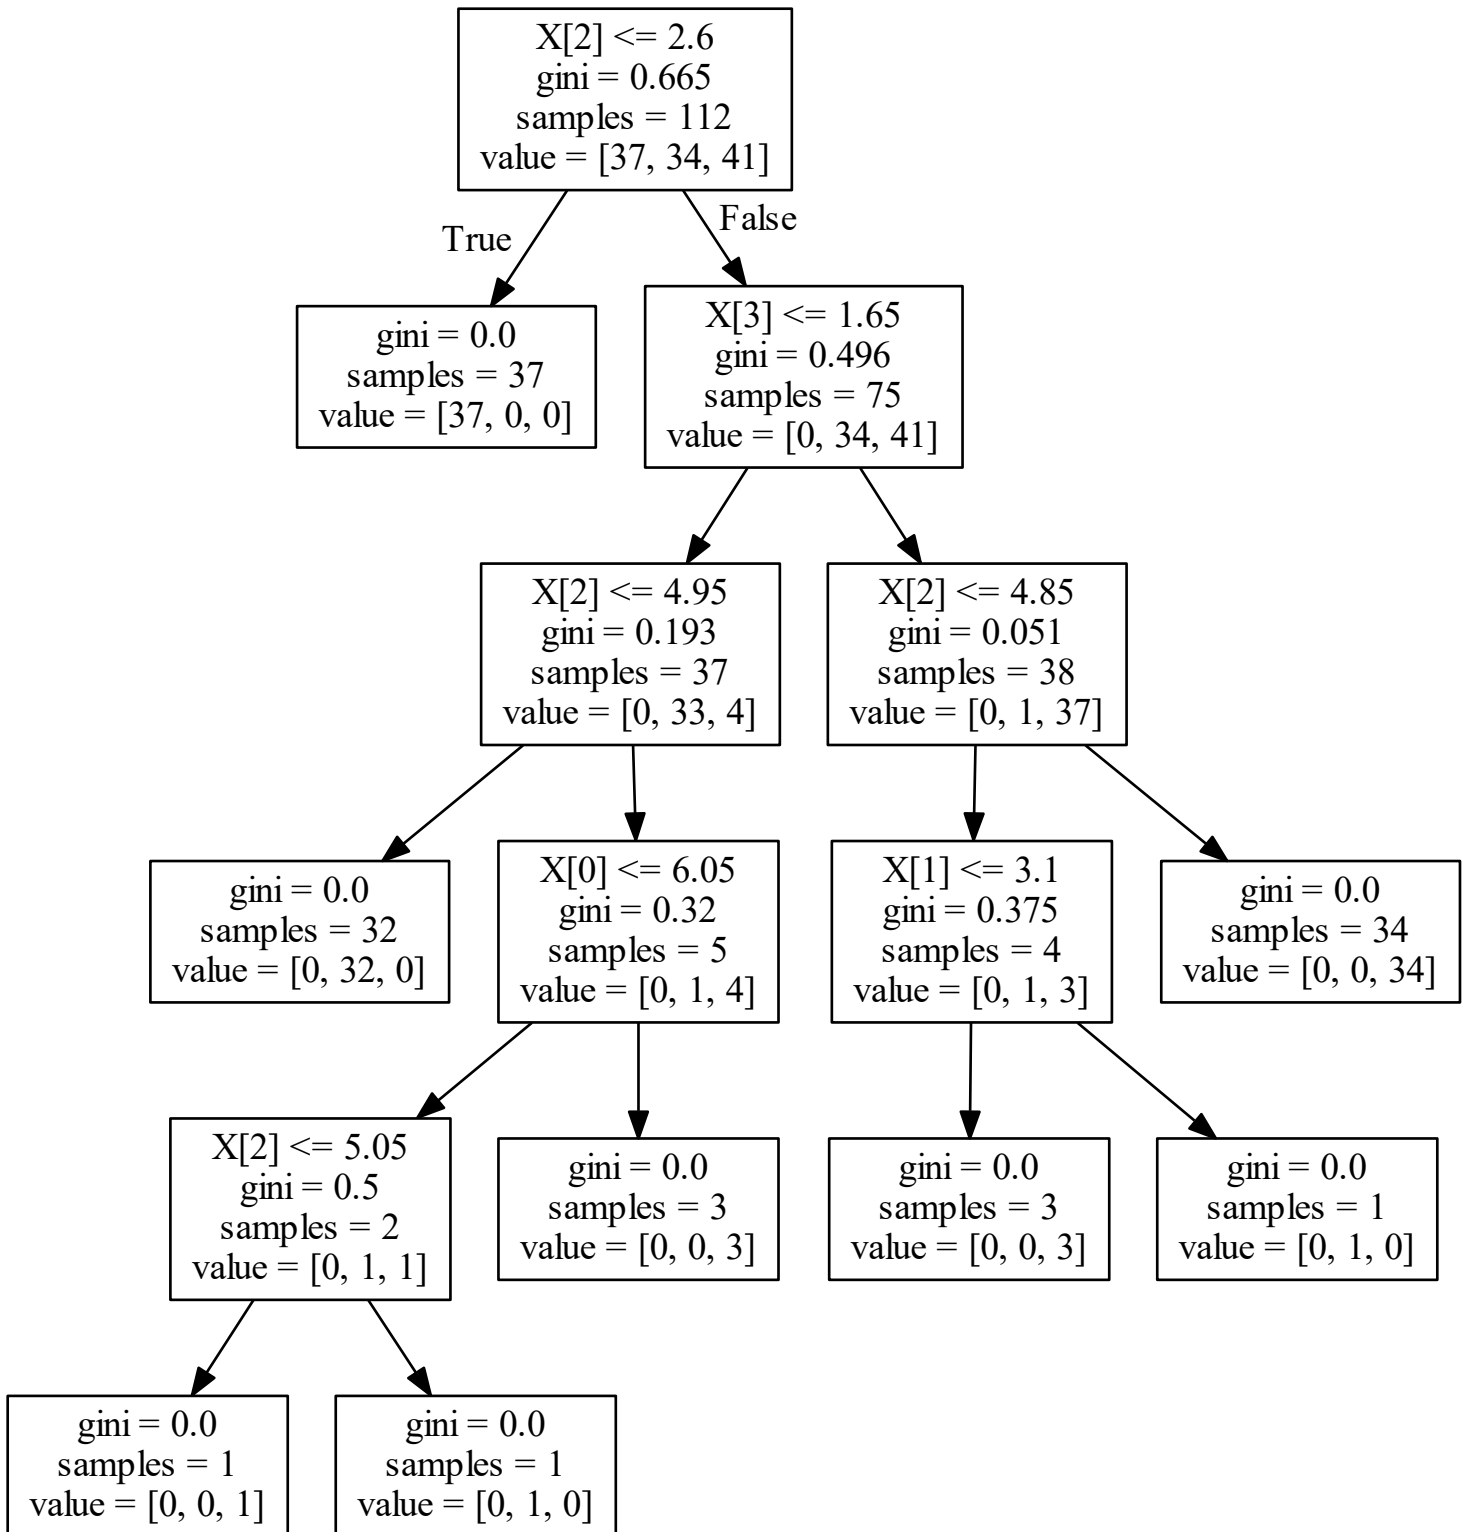 X[2] <= 2.6
gini = 0.665
samples = 112
value = [37, 34, 41]
True
False
gini = 0.0
samples = 37
value = [37, 0, 0]
X[3] <= 1.65
gini = 0.496
samples = 75
value = [0, 34, 41]
X[2] <= 4.95
gini = 0.193
samples = 37
value = [0, 33, 4]
X[2] <= 4.85
gini = 0.051
samples = 38
value = [0, 1, 37]
gini = 0.0
samples = 32
value = [0, 32, 0]
X[0] <= 6.05
gini = 0.32
samples = 5
value = [0, 1, 4]
X[1] <= 3.1
gini = 0.375
samples = 4
value = [0, 1, 3]
gini = 0.0
samples = 34
value = [0, 0, 34]
X[2] <= 5.05
gini = 0.5
samples = 2
value = [0, 1, 1]
gini = 0.0
samples = 3
value = [0, 0, 3]
gini = 0.0
samples = 3
value = [0, 0, 3]
gini = 0.0
samples = 1
value = [0, 1, 0]
gini = 0.0
samples = 1
value = [0, 0, 1]
gini = 0.0
samples = 1
value = [0, 1, 0]